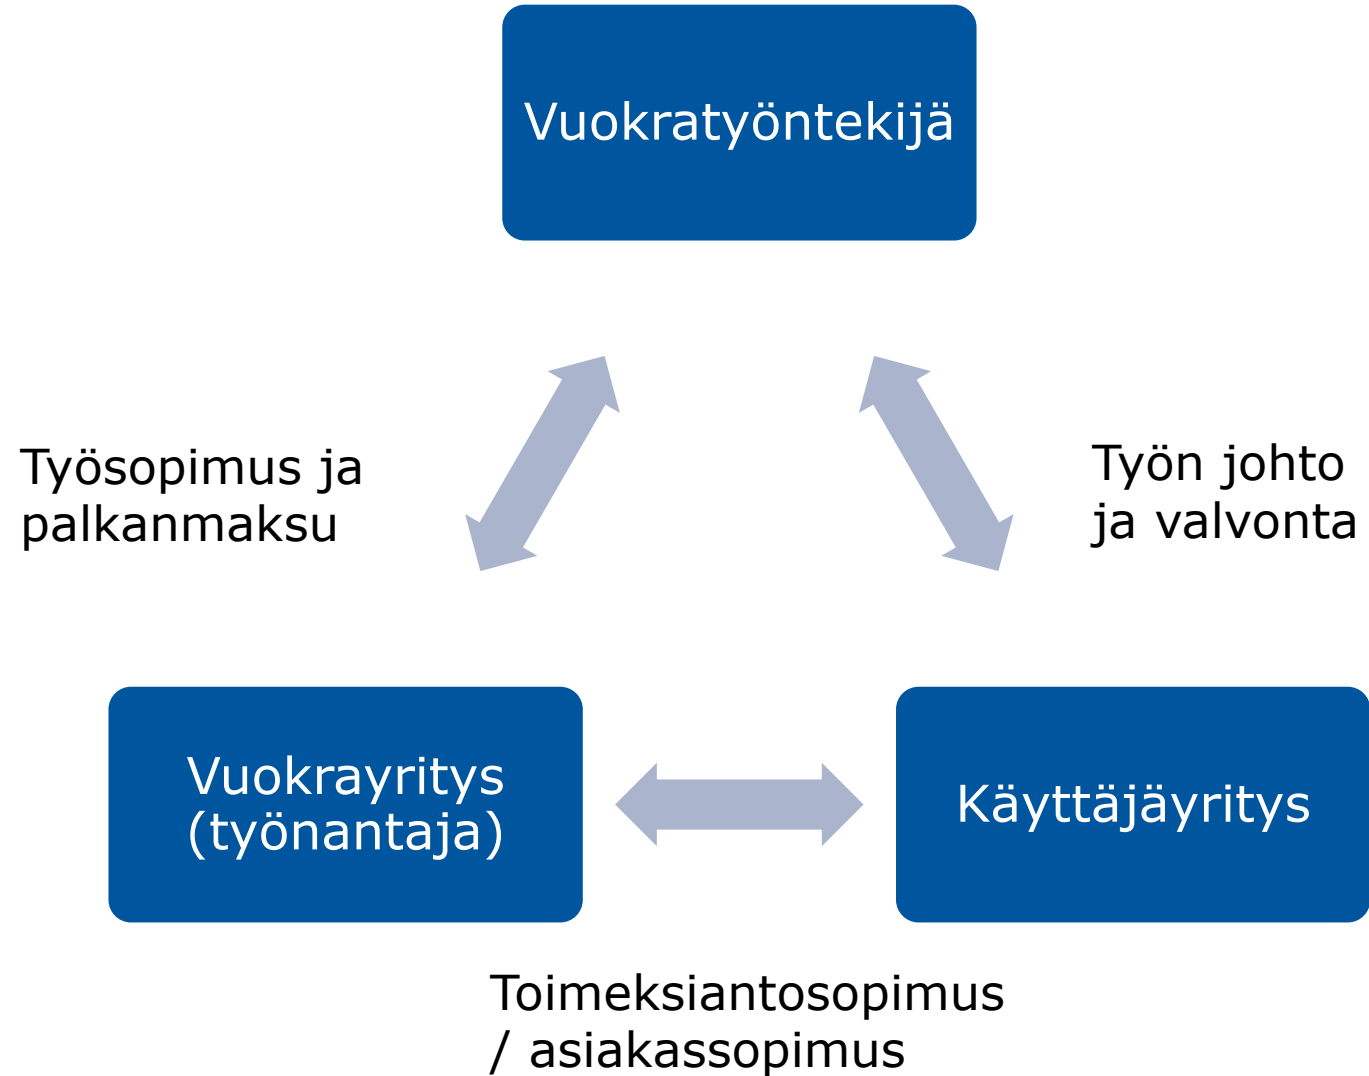 Vuokratyöntekijä
Työsopimus ja
palkanmaksu
Työn johto
ja valvonta
Vuokrayritys
(työnantaja)
Käyttäjäyritys
Toimeksiantosopimus
/ asiakassopimus